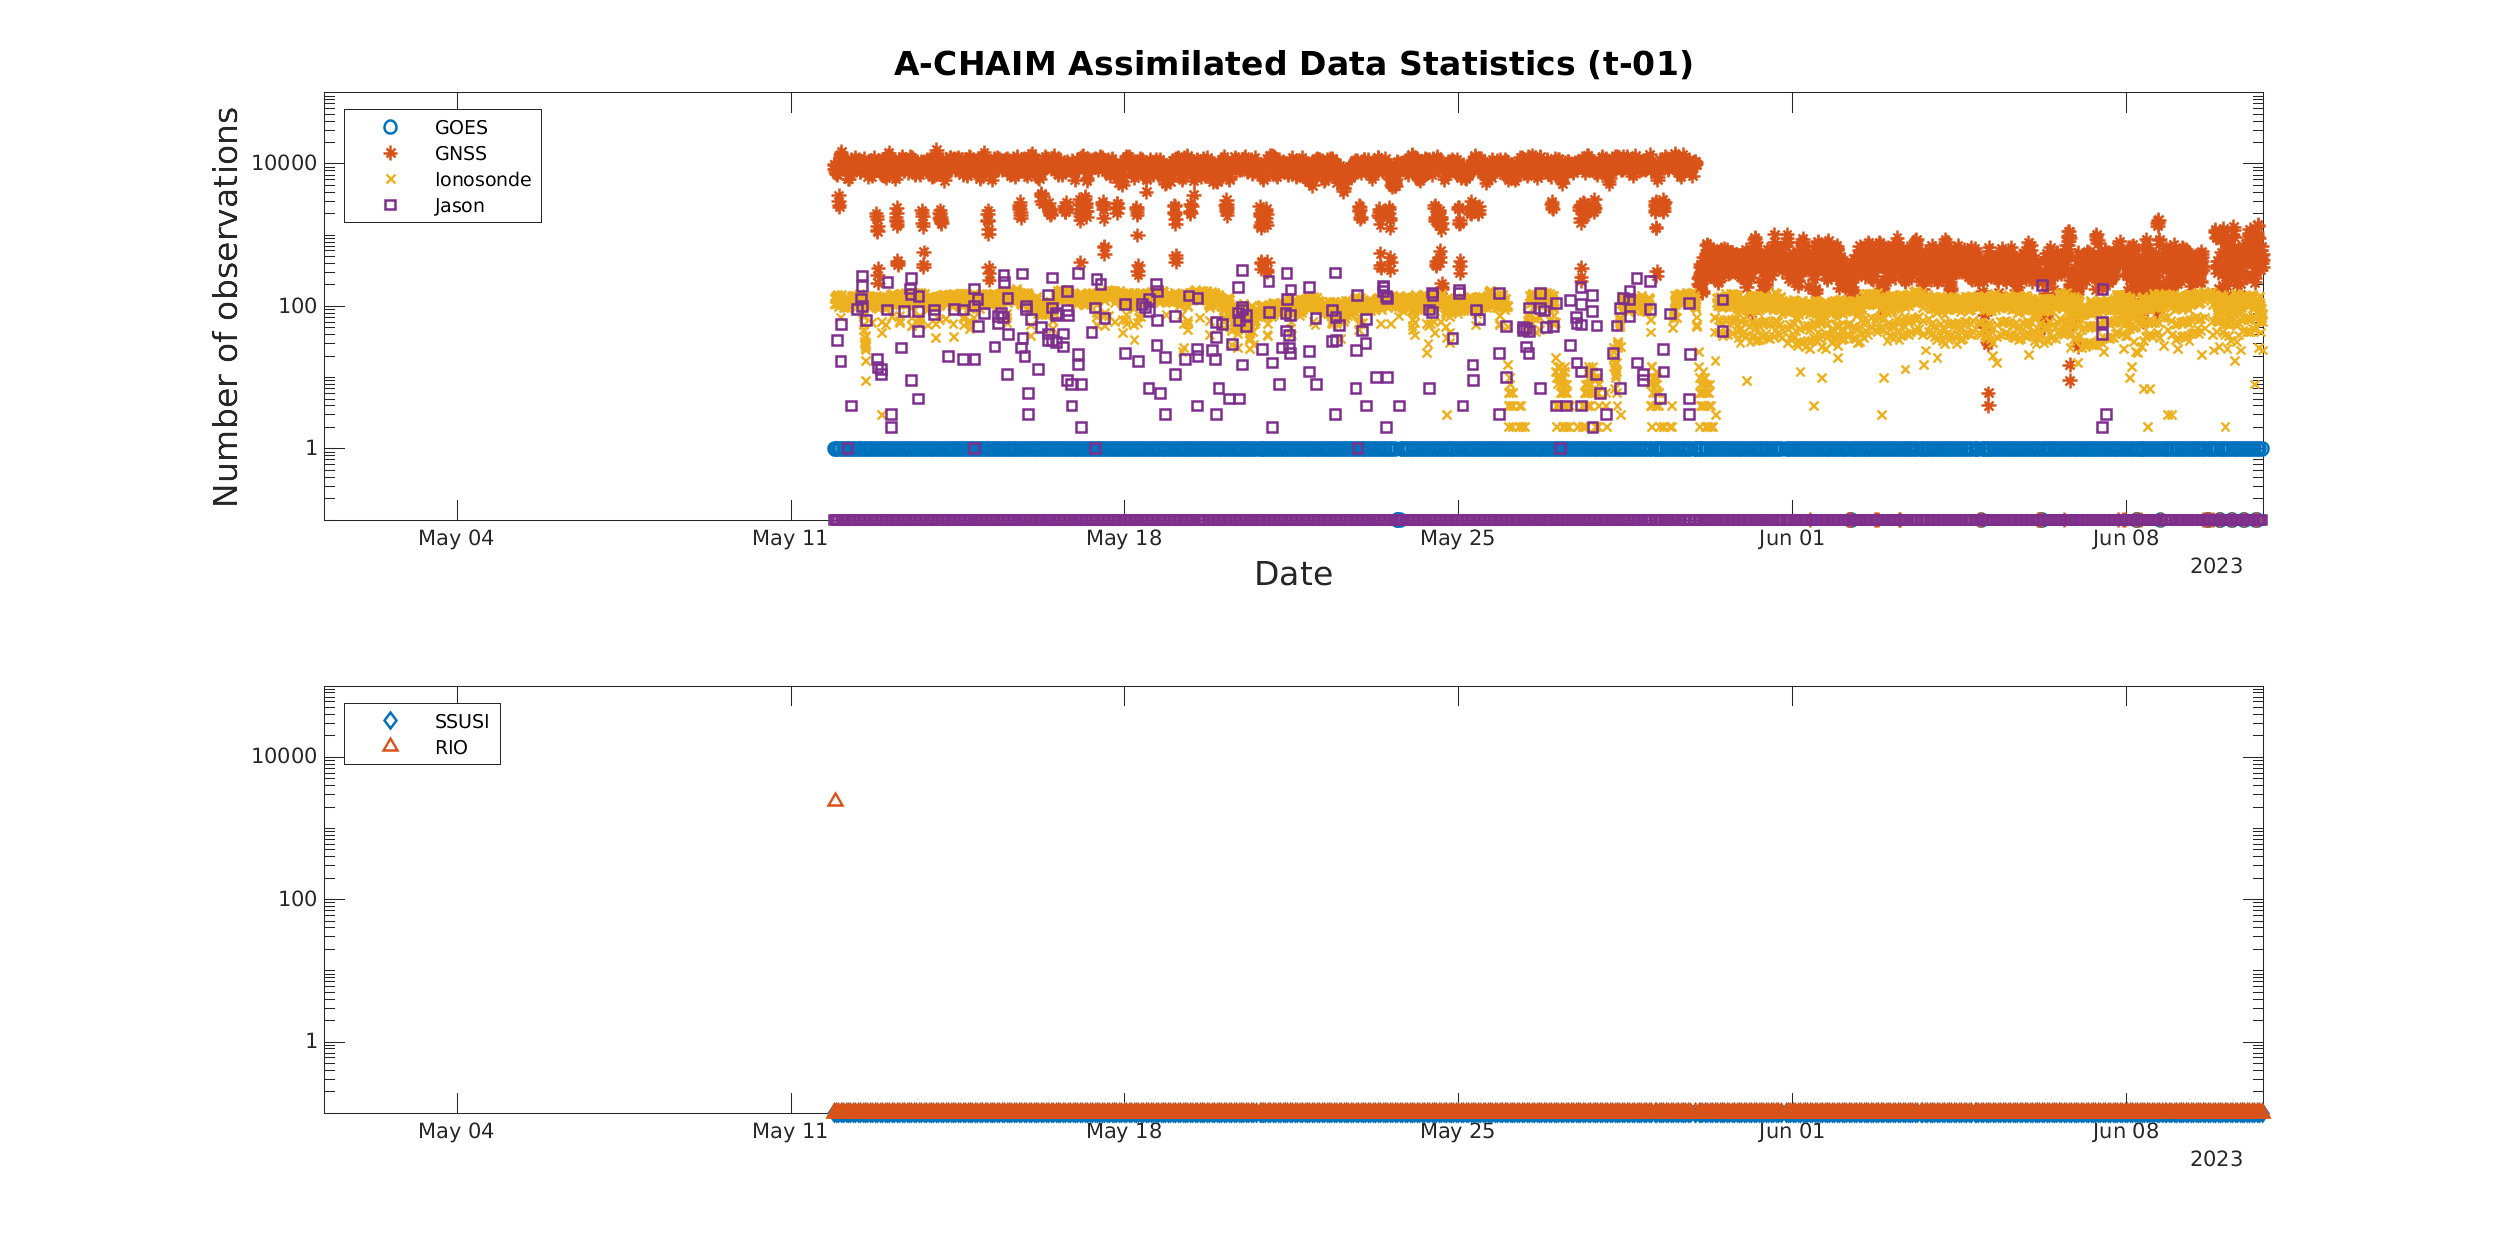 A-CHAIM Assimilated Data Statistics (t-01)
Number of observations
GOES
GNSS
Ionosonde
Jason
10000
100
1
May 04
May 11
May 18
May 25
Jun 01
Jun 08
2023
Date
SSUSI
RIO
10000
100
1
May 04
May 11
May 18
May 25
Jun 01
Jun 08
2023